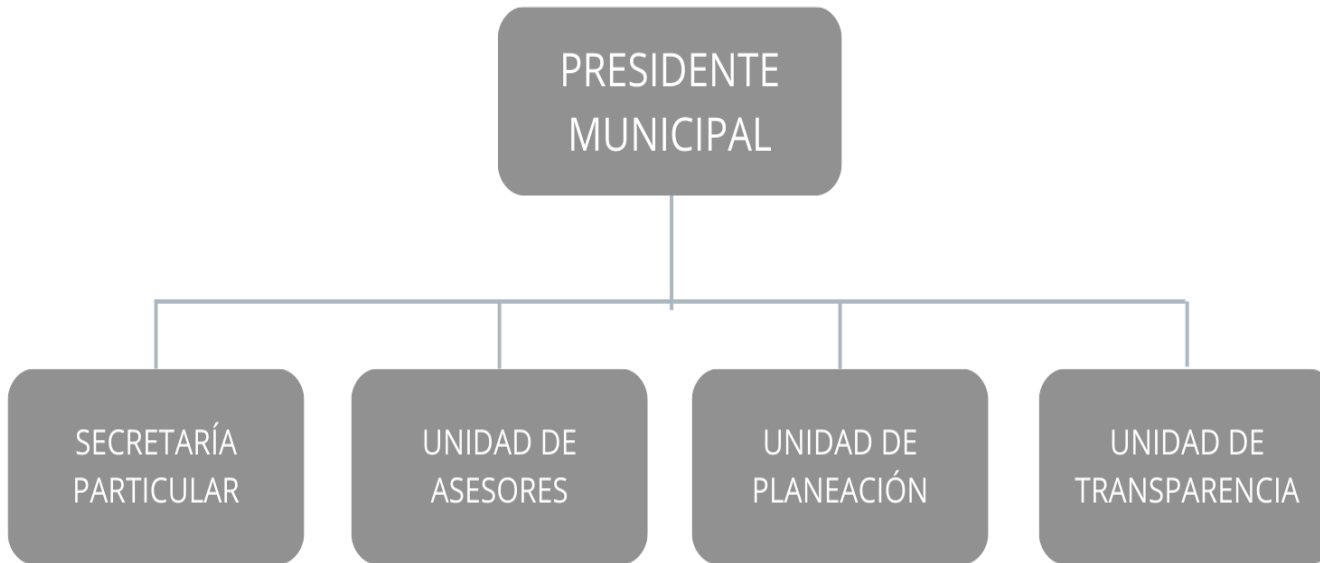 PRESIDENTE
MUNICIPAL
SECRETARÍA
PARTICULAR
UNIDAD DE
ASESORES
UNIDAD DE
PLANEACIÓN
UNIDAD DE
TRANSPARENCIA